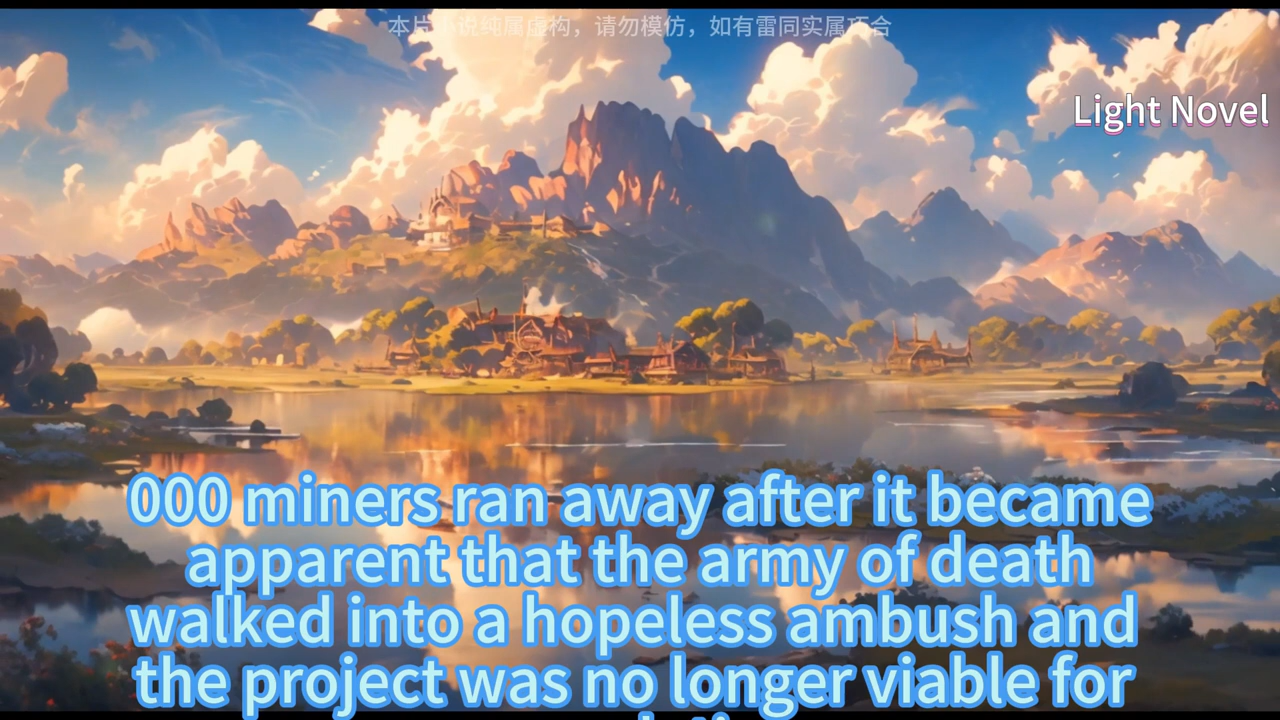 本片小说纯属虚构，请勿模仿，如有雷同实属巧合
Light Novel
000 miners ran away after it became
apparent that the army of death
walked into a hopeless ambush and
the project was no longer viable for